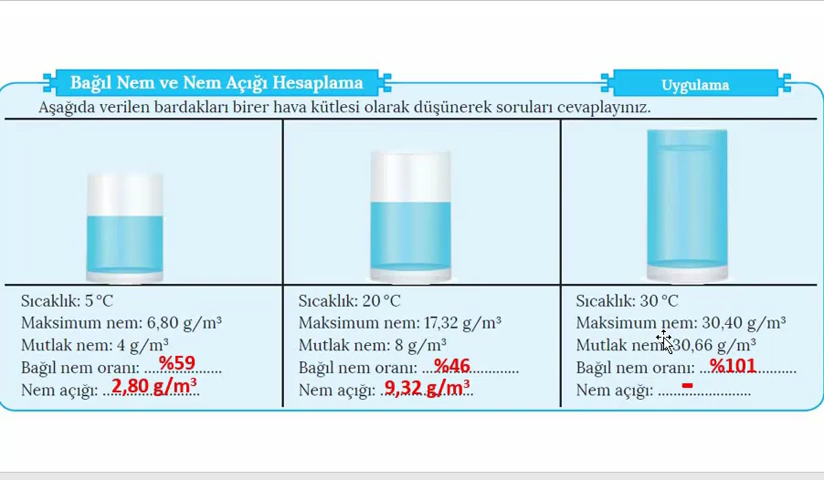 Bağıl Nem ve Nem Açığı Hesaplama
Uygulama
Aşağıda verilen bardakları birer hava kütlesi olarak düşünerek soruları cevaplayınız.
Sıcaklık: 5 °C
Maksimum nem: 6,80 g/m³
Mutlak nem: 4 g/m³
Bağıl nem oranı: ...%59...
Nem açığı: ...2,80 g/m³...
Sıcaklık: 20 °C
Maksimum nem: 17,32 g/m³
Mutlak nem: 8 g/m³
Bağıl nem oranı: ...%46...
Nem açığı: ...9,32 g/m³...
Sıcaklık: 30 °C
Maksimum nem: 30,40 g/m³
Mutlak nem: 30,66 g/m³
Bağıl nem oranı: ...%101...
Nem açığı: ...-...